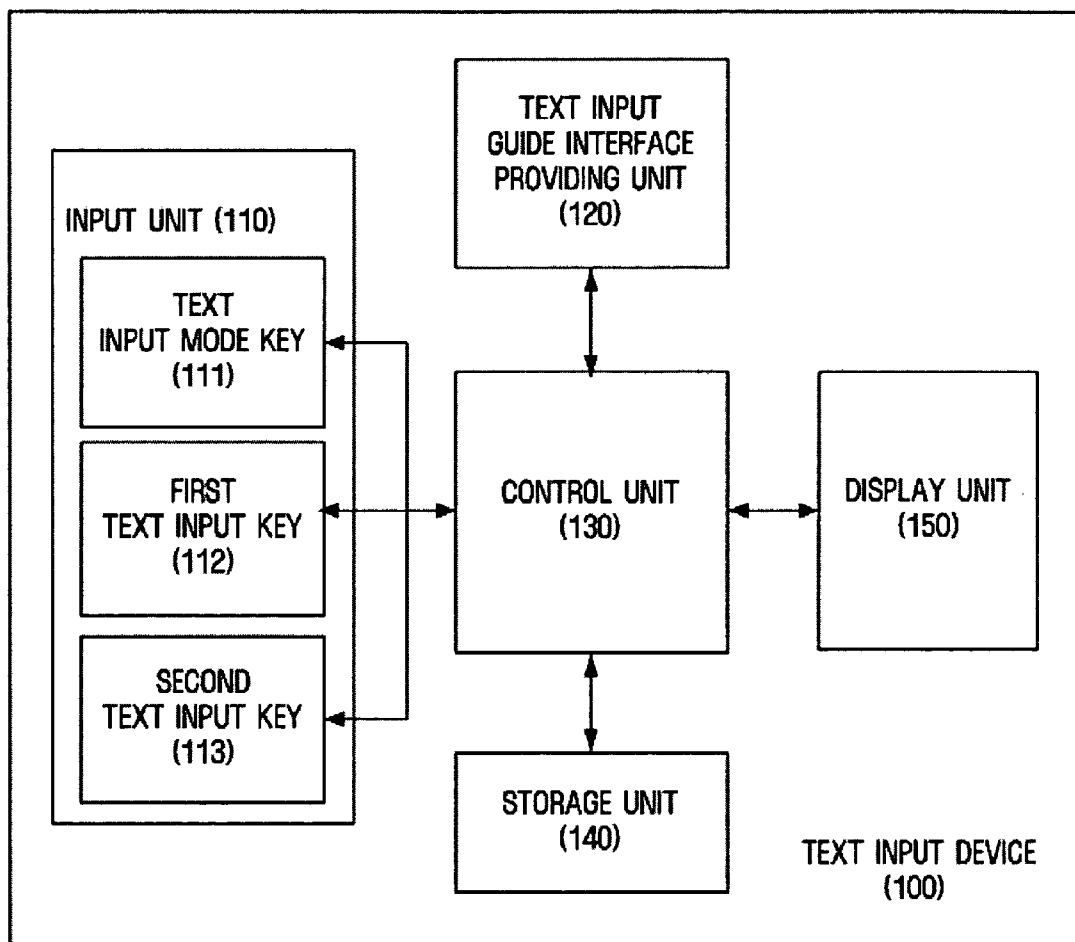 TEXT INPUT
GUIDE INTERFACE
PROVIDING UNIT
(120)
INPUT UNIT (110)
TEXT
INPUT MODE KEY
(111)
FIRST
TEXT INPUT KEY
(112)
SECOND
TEXT INPUT KEY
(113)
CONTROL UNIT
(130)
DISPLAY UNIT
(150)
STORAGE UNIT
(140)
TEXT INPUT DEVICE
(100)